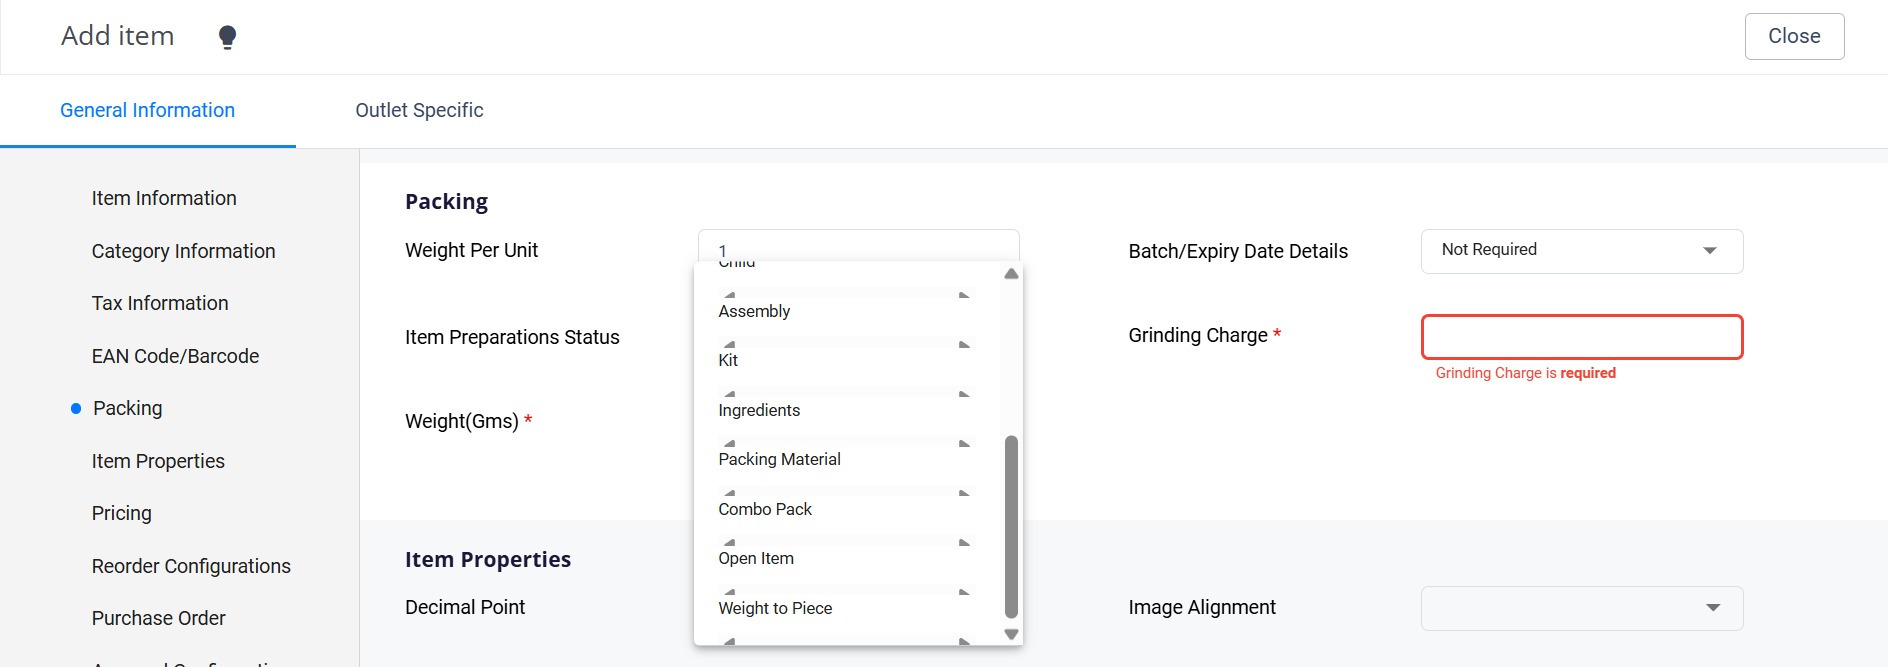 Add item
Close
General Information
Outlet Specific
Item Information
Category Information
Tax Information
EAN Code/Barcode
Packing
Item Properties
Pricing
Reorder Configurations
Purchase Order
Packing
Weight Per Unit
1
Batch/Expiry Date Details
Not Required
Item Preparations Status
Grinding Charge *
Grinding Charge is required
Weight(Gms) *
Child
Assembly
Kit
Ingredients
Packing Material
Combo Pack
Open Item
Weight to Piece
Item Properties
Decimal Point
Image Alignment